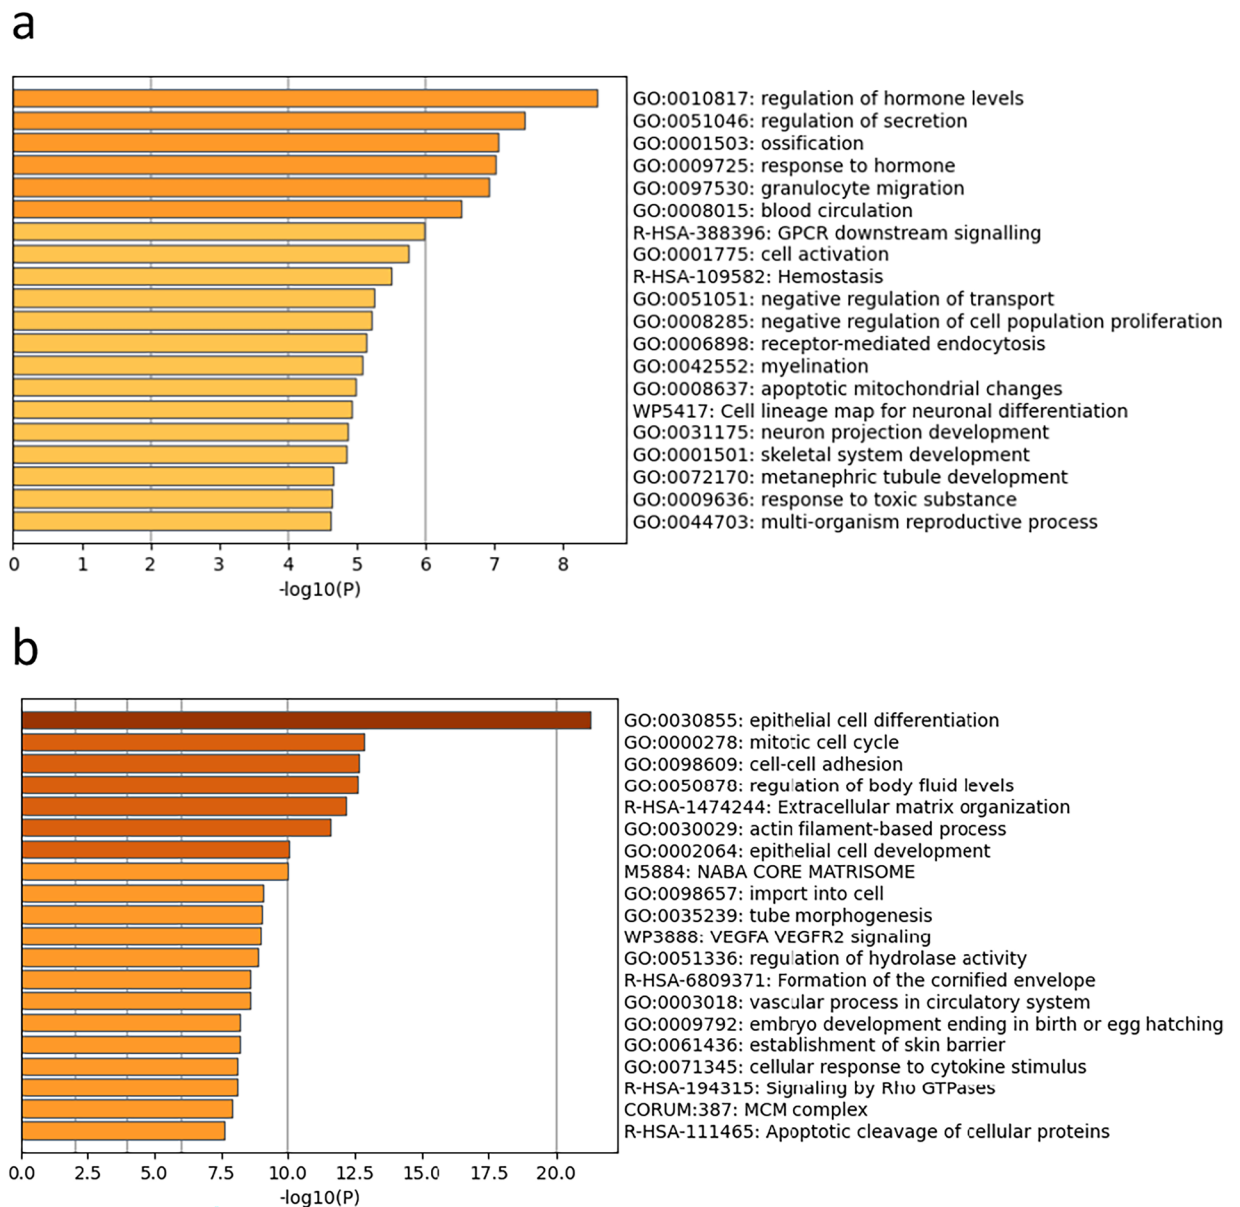 a
GO:0010817: regulation of hormone levels
GO:0051046: regulation of secretion
GO:0001503: ossification
GO:0009725: response to hormone
GO:0097530: granulocyte migration
GO:0008015: blood circulation
R-HSA-388396: GPCR downstream signalling
GO:0001775: cell activation
R-HSA-109582: Hemostasis
GO:0051051: negative regulation of transport
GO:0008285: negative regulation of cell population proliferation
GO:0006898: receptor-mediated endocytosis
GO:0042552: myelination
GO:0008637: apoptotic mitochondrial changes
WP5417: Cell lineage map for neuronal differentiation
GO:0031175: neuron projection development
GO:0001501: skeletal system development
GO:0072170: metanephric tubule development
GO:0009636: response to toxic substance
GO:0044703: multi-organism reproductive process
0 1 2 3 4 5 6 7 8
-log10(P)
b
GO:0030855: epithelial cell differentiation
GO:0000278: mitotic cell cycle
GO:0098609: cell-cell adhesion
GO:0050878: regulation of body fluid levels
R-HSA-1474244: Extracellular matrix organization
GO:0030029: actin filament-based process
GO:0002064: epithelial cell development
M5884: NABA CORE MATRISOME
GO:0098657: import into cell
GO:0035239: tube morphogenesis
WP3888: VEGFA VEGFR2 signaling
GO:0051336: regulation of hydrolase activity
R-HSA-6809371: Formation of the cornified envelope
GO:0003018: vascular process in circulatory system
GO:0009792: embryo development ending in birth or egg hatching
GO:0061436: establishment of skin barrier
GO:0071345: cellular response to cytokine stimulus
R-HSA-194315: Signaling by Rho GTPases
CORUM:387: MCM complex
R-HSA-111465: Apoptotic cleavage of cellular proteins
0.0 2.5 5.0 7.5 10.0 12.5 15.0 17.5 20.0
-log10(P)